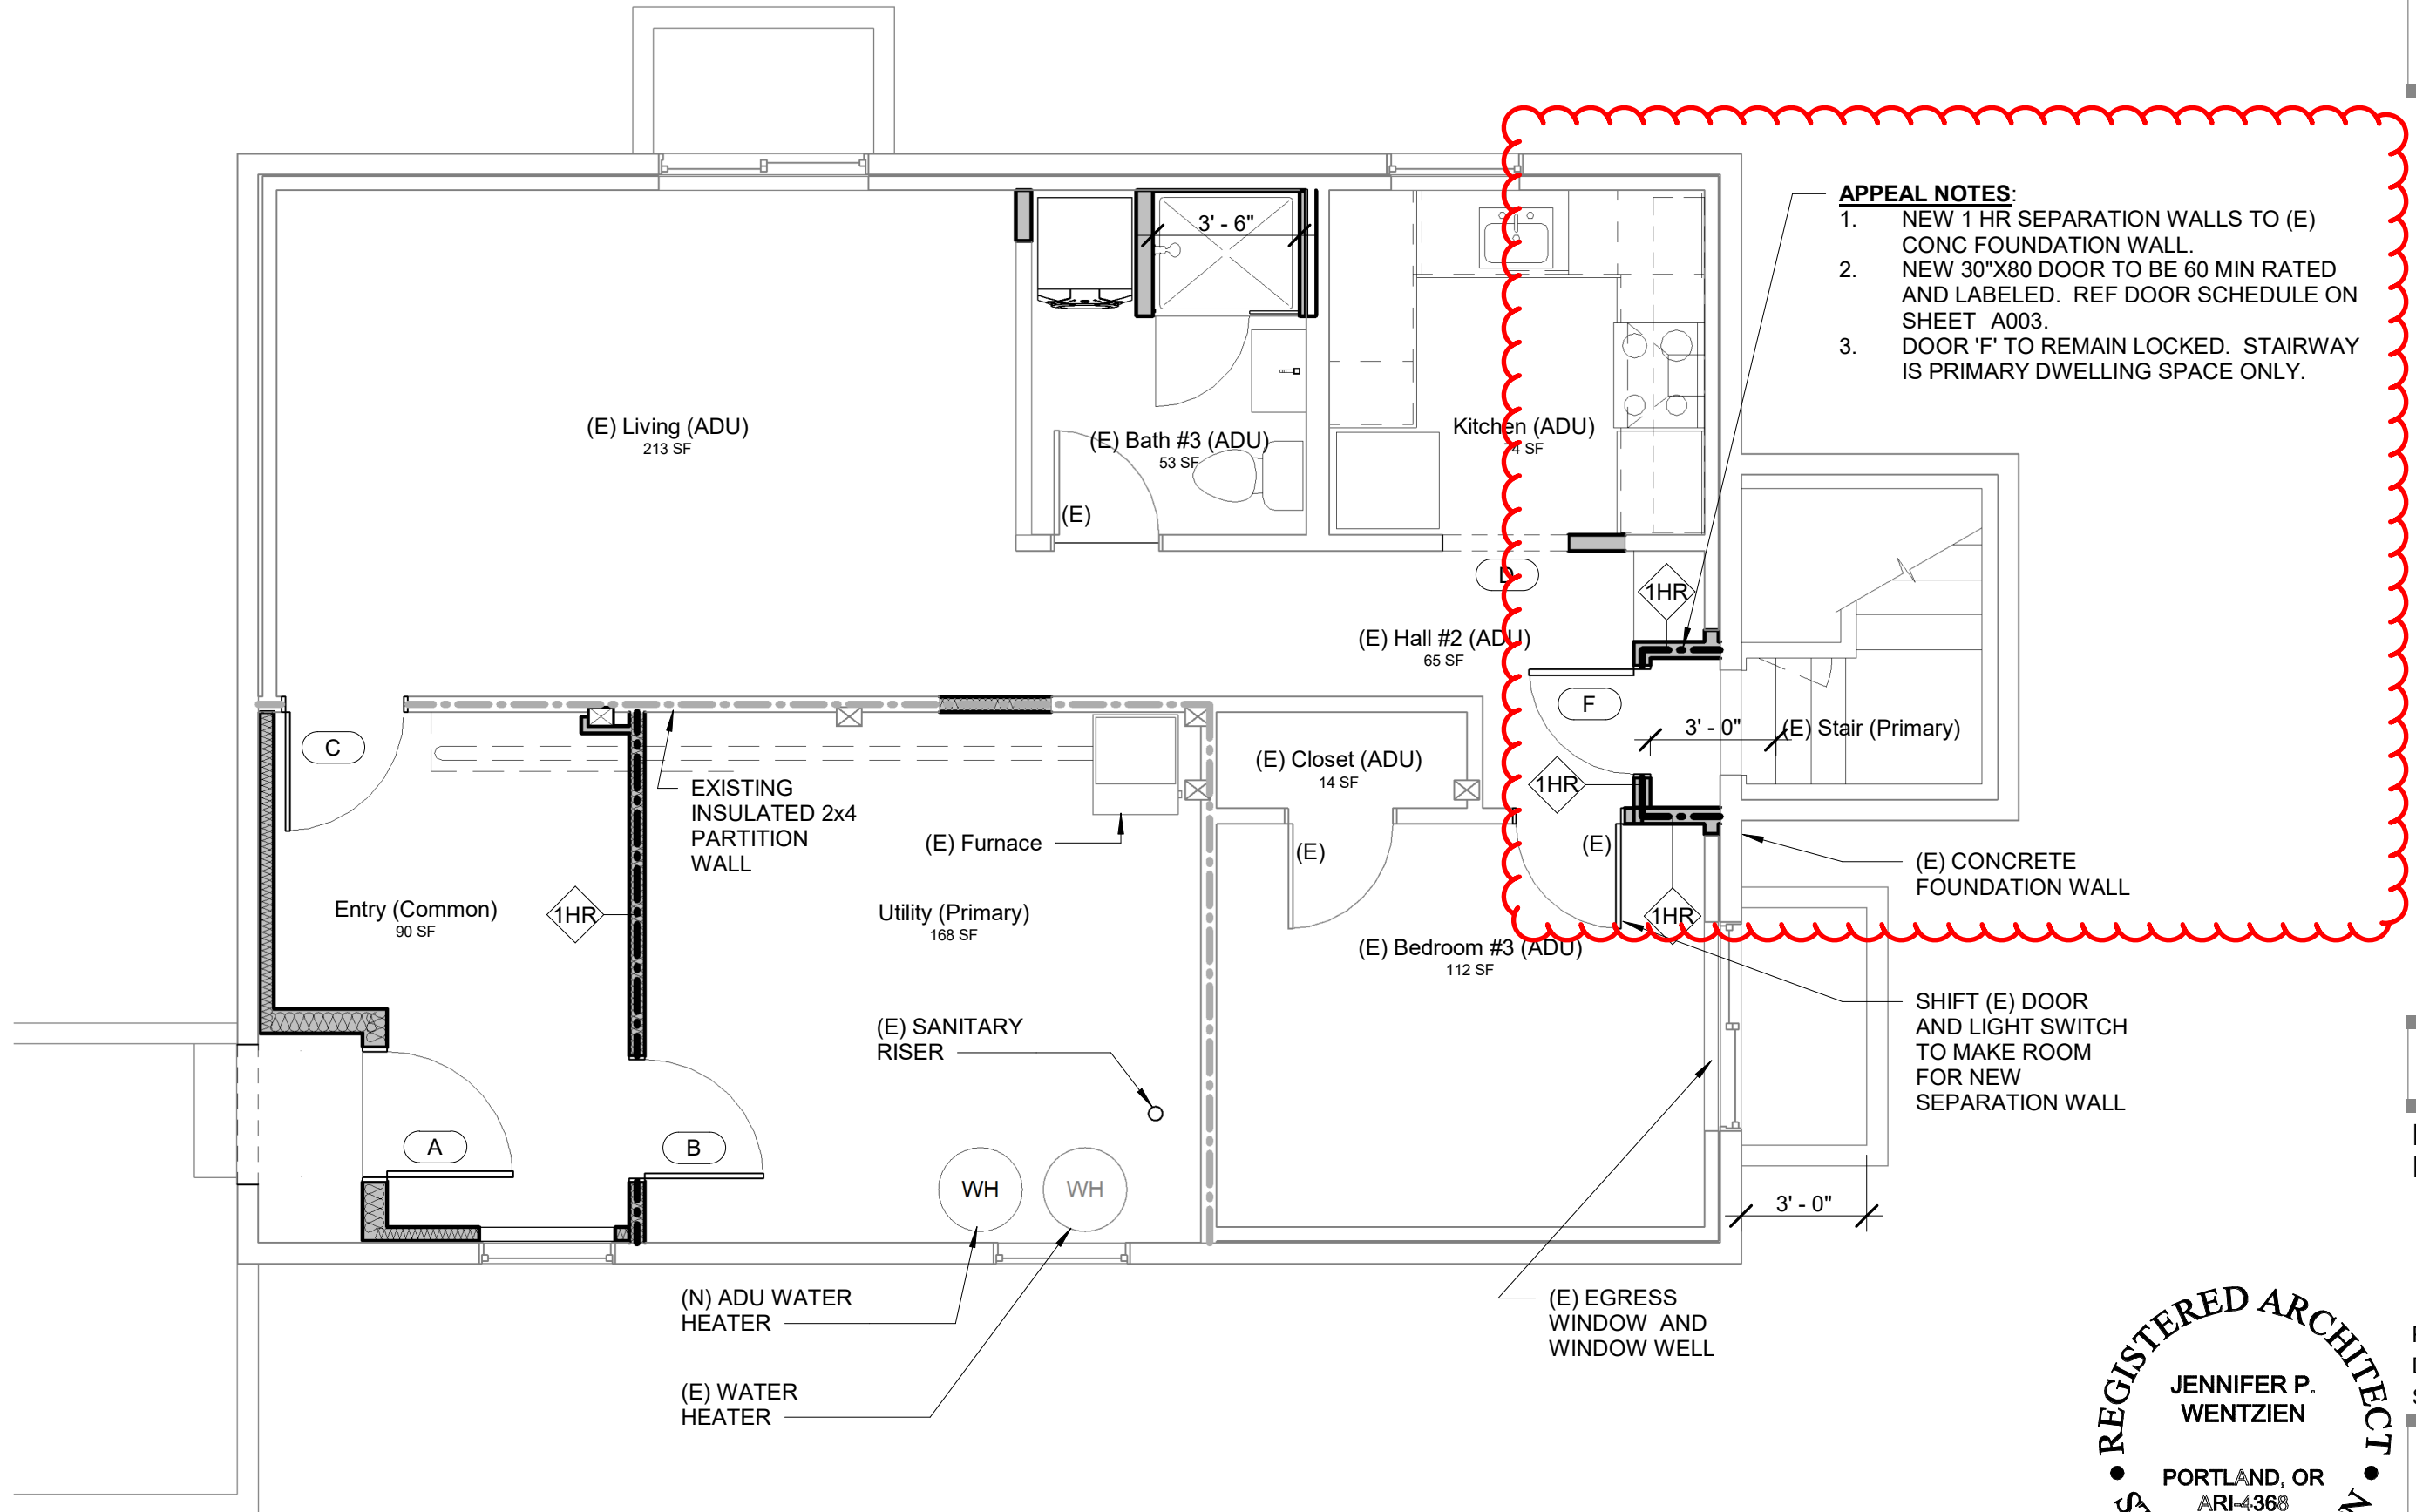 APPEAL NOTES:
1. NEW 1 HR SEPARATION WALLS TO (E)
CONC FOUNDATION WALL.
2. NEW 30"X80 DOOR TO BE 60 MIN RATED
AND LABELED. REF DOOR SCHEDULE ON
SHEET A003.
3. DOOR 'F' TO REMAIN LOCKED. STAIRWAY
IS PRIMARY DWELLING SPACE ONLY.
3' - 6"
(E) Living (ADU)
213 SF
(E) Bath #3 (ADU)
53 SF
(E)
Kitchen (ADU)
4 SF
D
1HR
(E) Hall #2 (ADU)
65 SF
F
3' - 0"
(E) Stair (Primary)
C
(E) Closet (ADU)
14 SF
1HR
EXISTING
INSULATED 2x4
PARTITION
WALL
(E) Furnace
(E)
(E)
(E) CONCRETE
FOUNDATION WALL
Entry (Common)
90 SF
1HR
Utility (Primary)
168 SF
1HR
(E) Bedroom #3 (ADU)
112 SF
(E) SANITARY
RISER
SHIFT (E) DOOR
AND LIGHT SWITCH
TO MAKE ROOM
FOR NEW
SEPARATION WALL
A
B
WH
WH
3' - 0"
(N) ADU WATER
HEATER
(E) WATER
HEATER
(E) EGRESS
WINDOW AND
WINDOW WELL
REGISTERED ARCHITECT
JENNIFER P.
WENTZIEN
PORTLAND, OR
ARI-4368